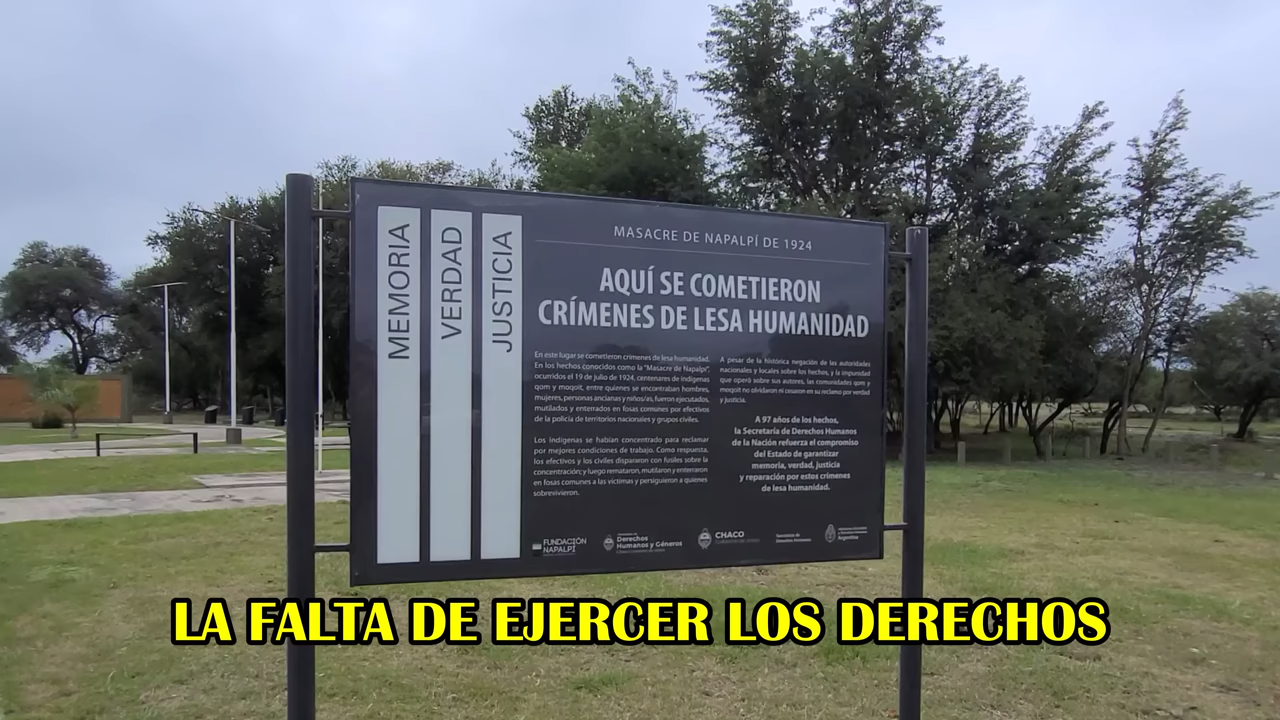 MEMORIA
VERDAD
JUSTICIA
MASACRE DE NAPALPÍ DE 1924
AQUÍ SE COMETIERON
CRÍMENES DE LESA HUMANIDAD
En este lugar se cometieron crímenes de lesa humanidad.
En los hechos conocidos como la "Masacre de Napalpí",
ocurridos el 19 de julio de 1924, centenares de indígenas
qom y moqoit, entre quienes se encontraban hombres,
mujeres, personas ancianas y niños/as, fueron ejecutados,
mutilados y enterrados en fosas comunes por efectivos
de la policía de territorios nacionales y grupos civiles.
Los indígenas se habían concentrado para reclamar
por mejores condiciones de trabajo. Como respuesta,
los efectivos y los civiles dispararon con fusiles sobre la
concentración; y luego remataron, mutilaron y enterraron
en fosas comunes a las víctimas y persiguieron a quienes
sobrevivieron.
A pesar de la histórica negación de las autoridades
nacionales y locales sobre los hechos, y la impunidad
que operó sobre sus autores, las comunidades qom y
moqoit no olvidaron ni cesaron en su reclamo por verdad
y justicia.
A 97 años de los hechos,
la Secretaría de Derechos Humanos
de la Nación refuerza el compromiso
del Estado de garantizar
memoria, verdad, justicia
y reparación por estos crímenes
de lesa humanidad.
FUNDACIÓN
NAPALPÍ
Derechos
Humanos y Géneros
CHACO
Secretaría de
Derechos Humanos
Argentina
LA FALTA DE EJERCER LOS DERECHOS